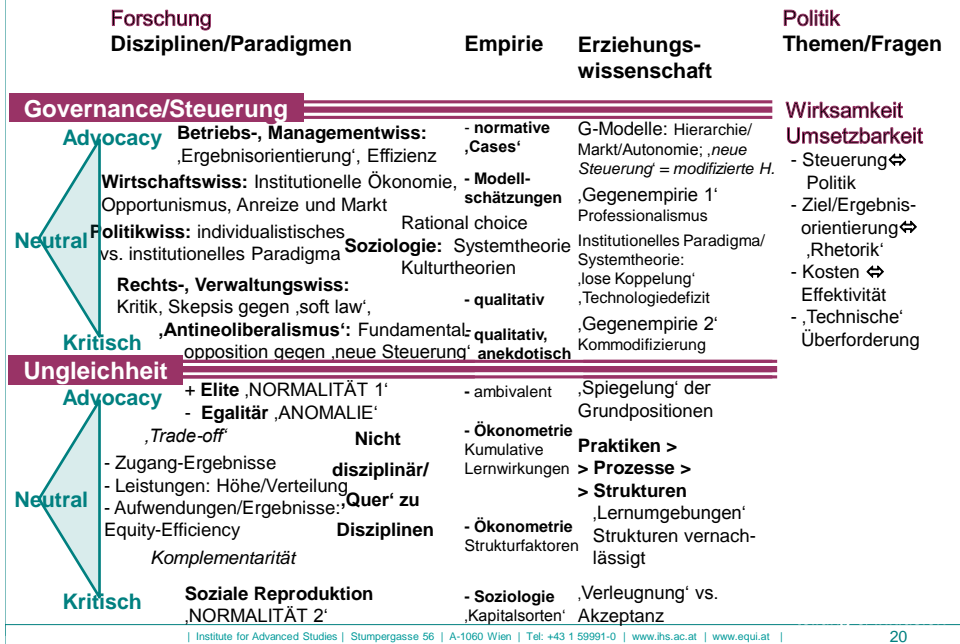 Forschung
Disziplinen/Paradigmen
Empirie
Erziehungs-
wissenschaft
Politik
Themen/Fragen
Governance/Steuerung
Advocacy
Neutral
Kritisch
Betriebs-, Managementwiss:
‚Ergebnisorientierung‘, Effizienz
Wirtschaftswiss: Institutionelle Ökonomie,
Opportunismus, Anreize und Markt
Politikwiss: individualistisches
vs. institutionelles Paradigma
Rational choice
Soziologie: Systemtheorie
Kulturtheorien
Rechts-, Verwaltungswiss:
Kritik, Skepsis gegen ‚soft law‘,
‚Antineoliberalismus‘: Fundamental-
opposition gegen ‚neue Steuerung‘
- normative
‚Cases‘
- Modell-
schätzungen
- qualitativ
- qualitativ,
anekdotisch
G-Modelle: Hierarchie/
Markt/Autonomie; ‚neue
Steuerung‘ = modifizierte H.
‚Gegenempirie 1‘
Professionalismus
Institutionelles Paradigma/
Systemtheorie:
‚lose Koppelung‘
‚Technologiedefizit
‚Gegenempirie 2‘
Kommodifizierung
Wirksamkeit
Umsetzbarkeit
- Steuerung⇔
Politik
- Ziel/Ergebnis-
orientierung⇔
‚Rhetorik‘
- Kosten ⇔
Effektivität
- ‚Technische‘
Überforderung
Ungleichheit
Advocacy
Neutral
Kritisch
+ Elite ‚NORMALITÄT 1‘
- Egalitär ‚ANOMALIE‘
‚Trade-off‘
- Zugang-Ergebnisse
- Leistungen: Höhe/Verteilung
- Aufwendungen/Ergebnisse:
Equity-Efficiency
Komplementarität
Nicht
disziplinär/
‚Quer‘ zu
Disziplinen
Soziale Reproduktion
‚NORMALITÄT 2‘
- ambivalent
- Ökonometrie
Kumulative
Lernwirkungen
- Ökonometrie
Strukturfaktoren
- Soziologie
‚Kapitalsorten‘
‚Spiegelung‘ der
Grundpositionen
Praktiken >
> Prozesse >
> Strukturen
‚Lernumgebungen‘
Strukturen vernach-
lässigt
‚Verleugnung‘ vs.
Akzeptanz
| Institute for Advanced Studies | Stumpergasse 56 | A-1060 Wien | Tel: +43 1 59991-0 | www.ihs.ac.at | www.equi.at |
20